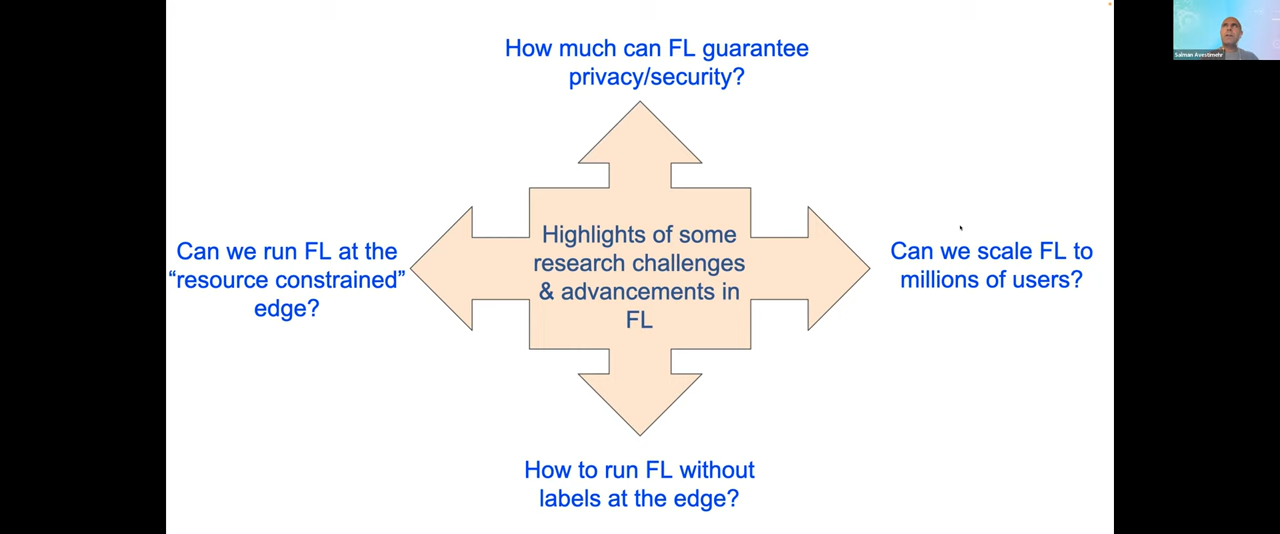 How much can FL guarantee
privacy/security?
Salman Avestimehr
Can we run FL at the
“resource constrained”
edge?
Highlights of some
research challenges
& advancements in
FL
Can we scale FL to
millions of users?
How to run FL without
labels at the edge?